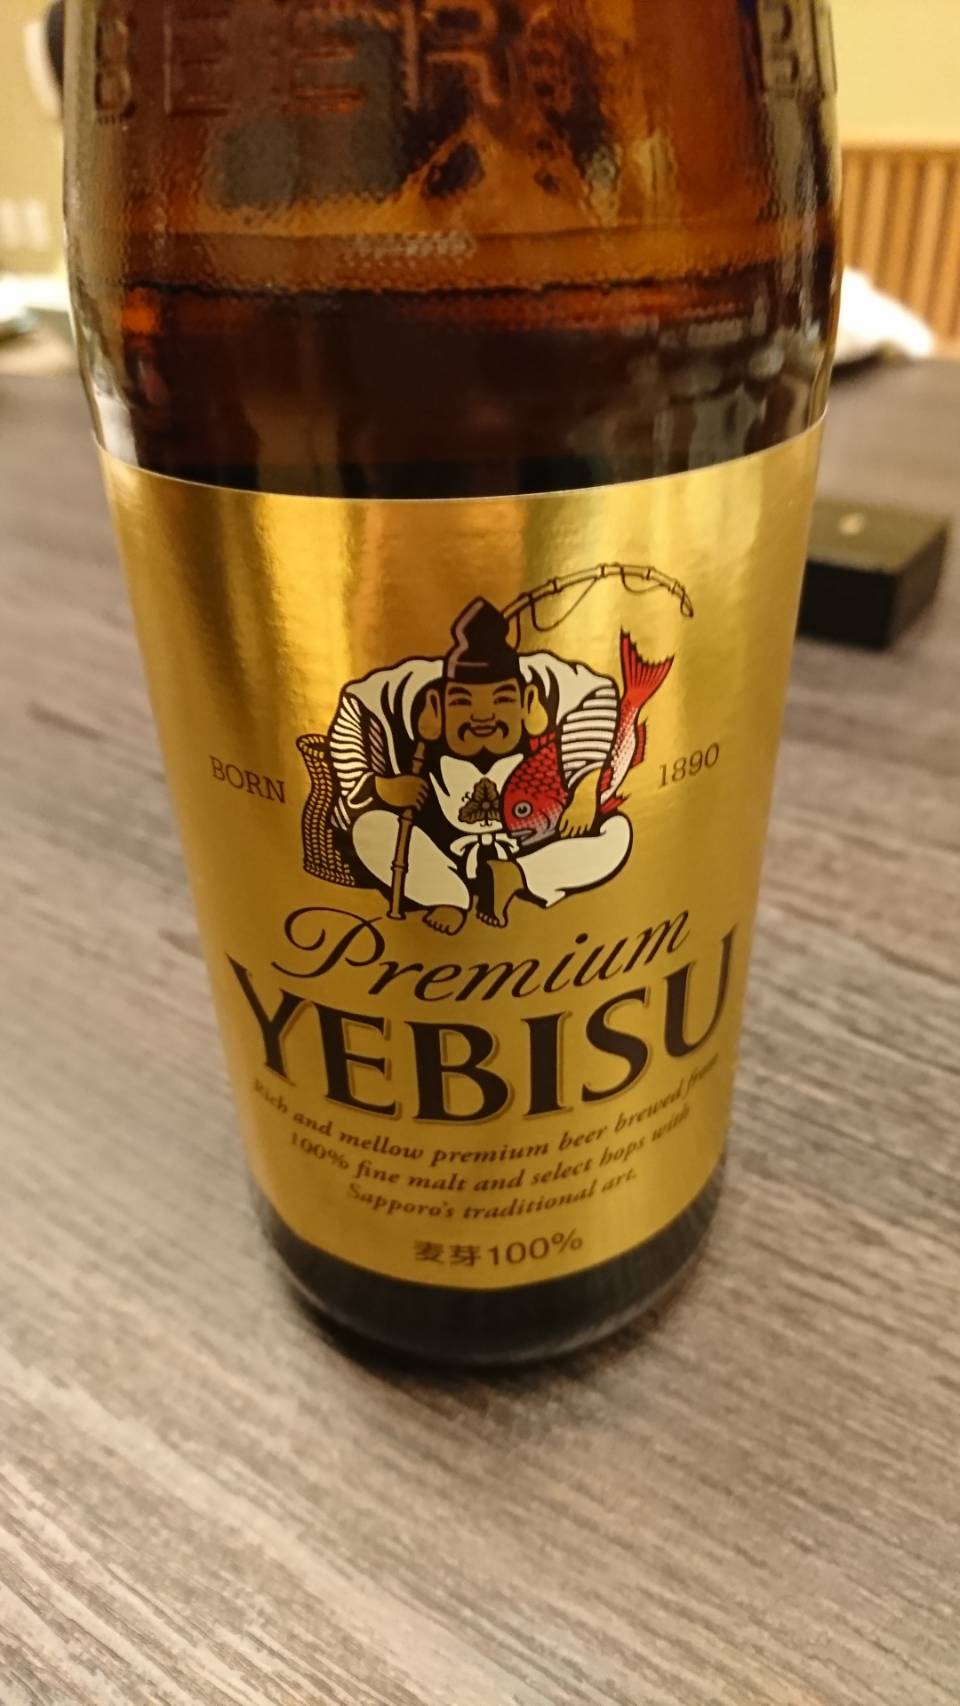 BEER
BORN
1890
Premium
YEBISU
Rich and mellow premium beer brewed from
100% fine malt and select hops with
Sapporo's traditional art.
麦芽100%